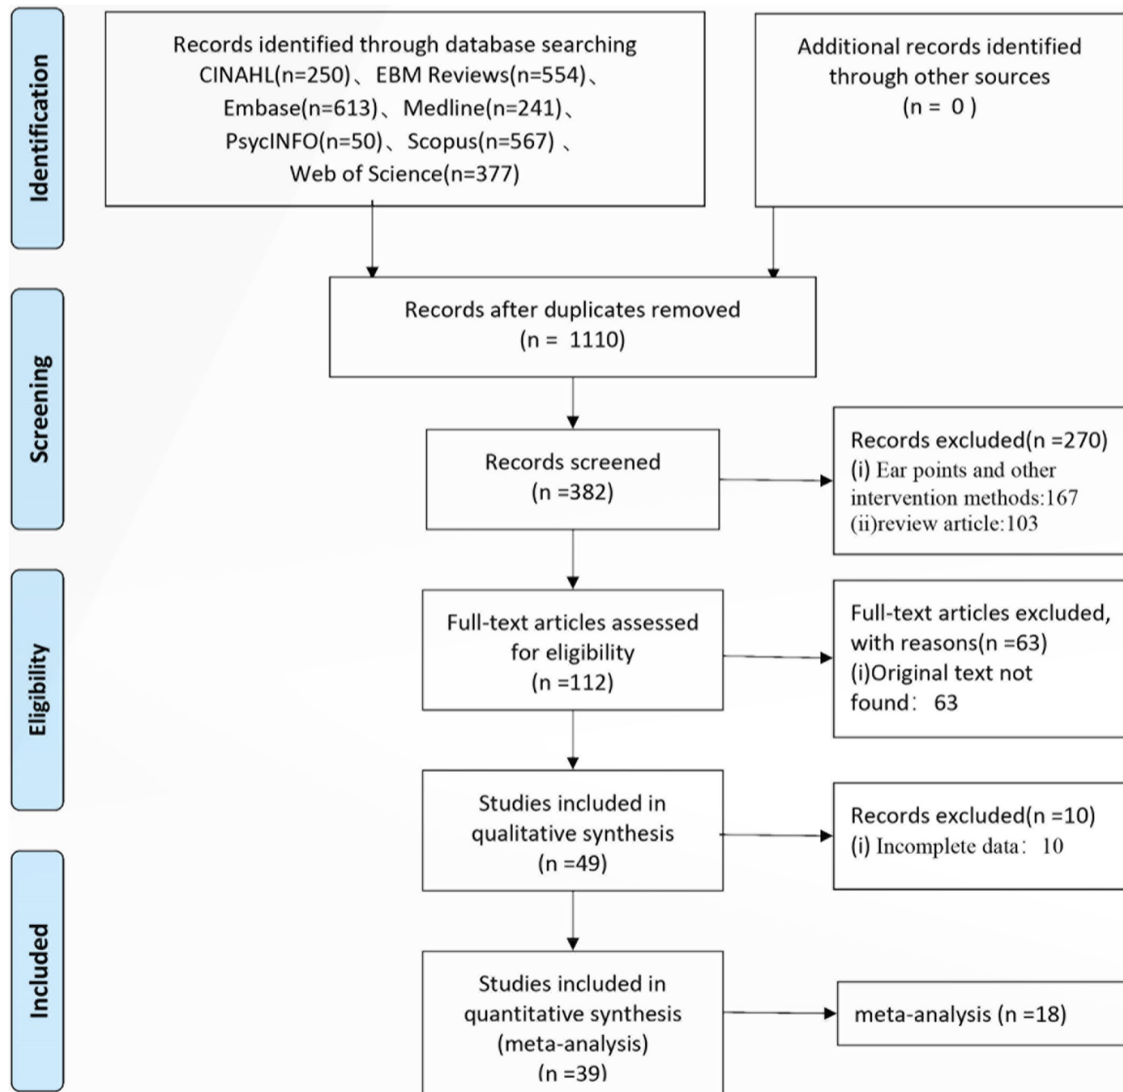 Identification
Records identified through database searching
CINAHL(n=250)、EBM Reviews(n=554)、
Embase(n=613)、Medline(n=241)、
PsycINFO(n=50)、Scopus(n=567) 、
Web of Science(n=377)
Additional records identified
through other sources
(n = 0 )
Screening
Records after duplicates removed
(n = 1110)
Records screened
(n =382)
Records excluded(n =270)
(i) Ear points and other
intervention methods:167
(ii)review article:103
Eligibility
Full-text articles assessed
for eligibility
(n =112)
Full-text articles excluded,
with reasons(n =63)
(i)Original text not
found： 63
Studies included in
qualitative synthesis
(n =49)
Records excluded(n =10)
(i) Incomplete data： 10
Included
Studies included in
quantitative synthesis
(meta-analysis)
(n =39)
meta-analysis (n =18)